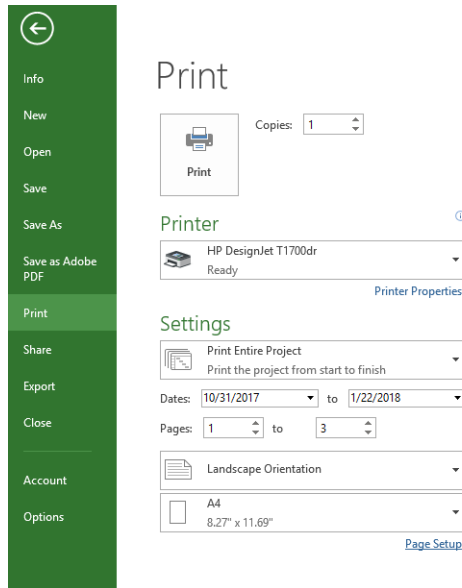 Info
New
Open
Save
Save As
Save as Adobe
PDF
Print
Share
Export
Close
Account
Options
Print
Print
Copies: 1
Printer
HP DesignJet T1700dr
Ready
Printer Properties
Settings
Print Entire Project
Print the project from start to finish
Dates: 10/31/2017 to 1/22/2018
Pages: 1 to 3
Landscape Orientation
A4
8.27" x 11.69"
Page Setup